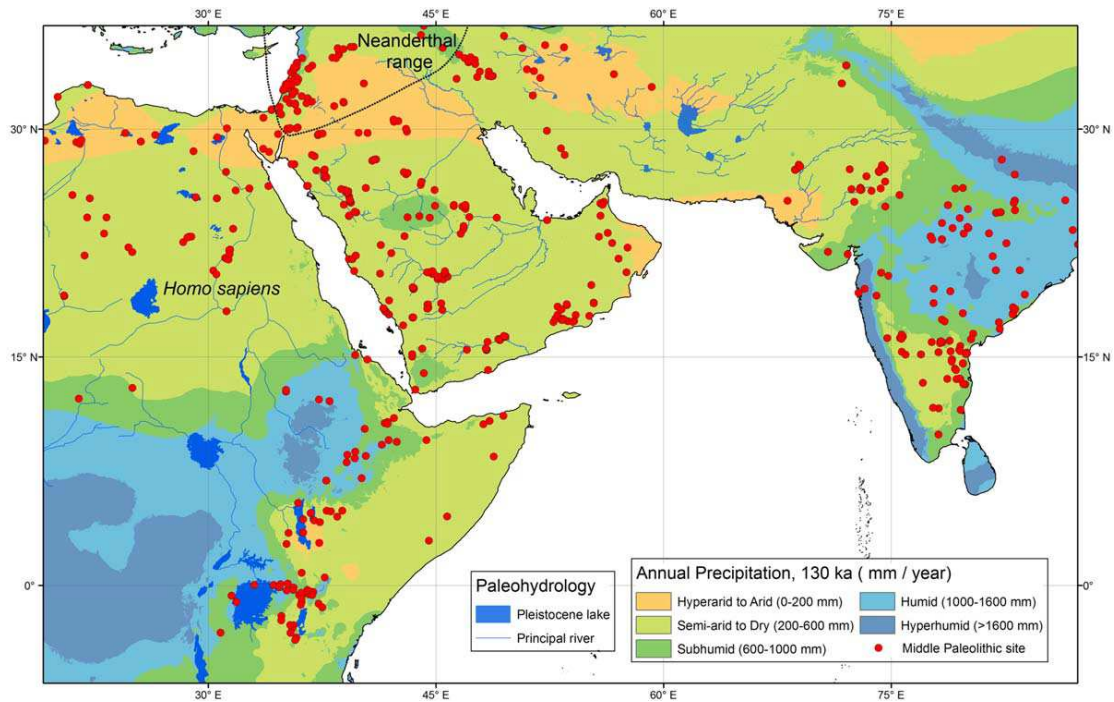 30° E
45° E
60° E
75° E
Neanderthal
range
30° N
30° N
Homo sapiens
15° N
15° N
0°
0°
Paleohydrology
Pleistocene lake
Principal river
Annual Precipitation, 130 ka ( mm / year)
Hyperarid to Arid (0-200 mm)
Semi-arid to Dry (200-600 mm)
Subhumid (600-1000 mm)
Humid (1000-1600 mm)
Hyperhumid (>1600 mm)
Middle Paleolithic site
30° E
45° E
60° E
75° E